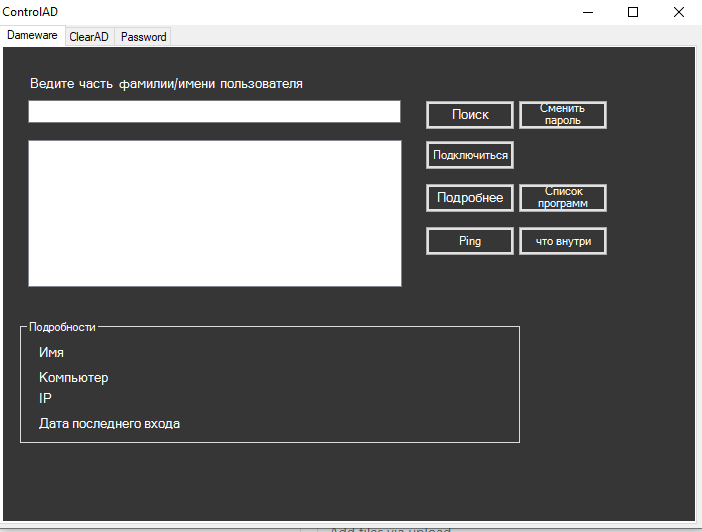 ControlAD
Dameware ClearAD Password
Ведите часть фамилии/имени пользователя
Поиск
Сменить
пароль
Подключиться
Подробнее
Список
программ
Ping
что внутри
Подробности
Имя
Компьютер
IP
Дата последнего входа